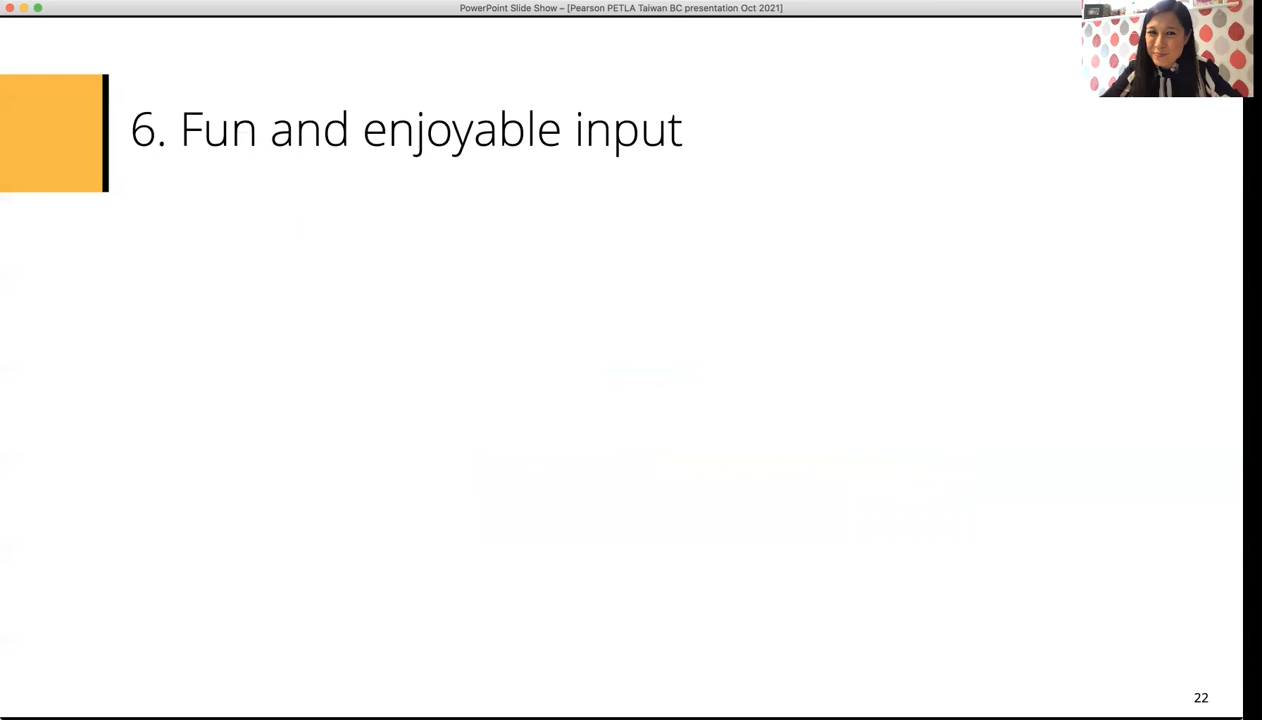 PowerPoint Slide Show – [Pearson PETLA Taiwan BC presentation Oct 2021]
6. Fun and enjoyable input
22